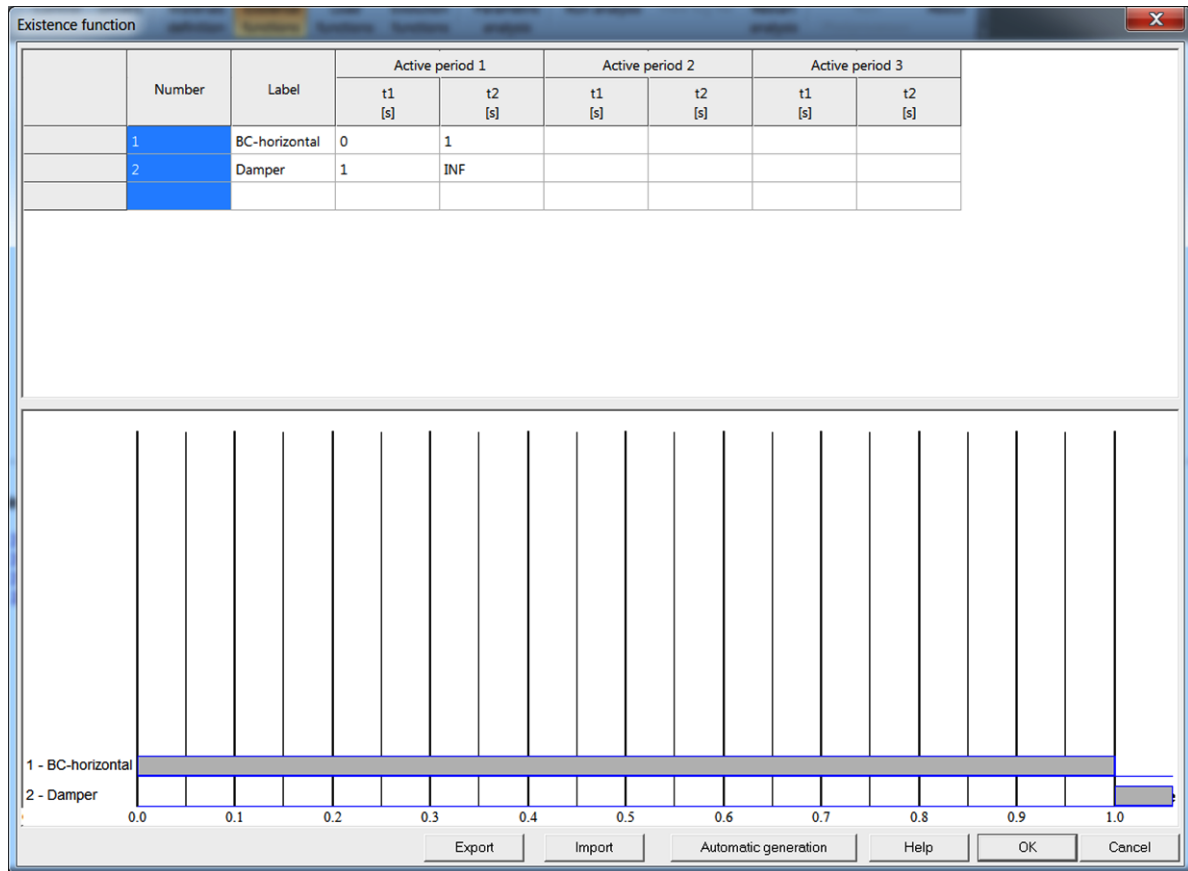 Existence function
Active period 1 Active period 2 Active period 3
Number Label t1 t2 t1 t2 t1 t2
[s] [s] [s] [s] [s] [s]
1 BC-horizontal 0 1
2 Damper 1 INF
1 - BC-horizontal
2 - Damper
0.0 0.1 0.2 0.3 0.4 0.5 0.6 0.7 0.8 0.9 1.0
Export Import Automatic generation Help OK Cancel